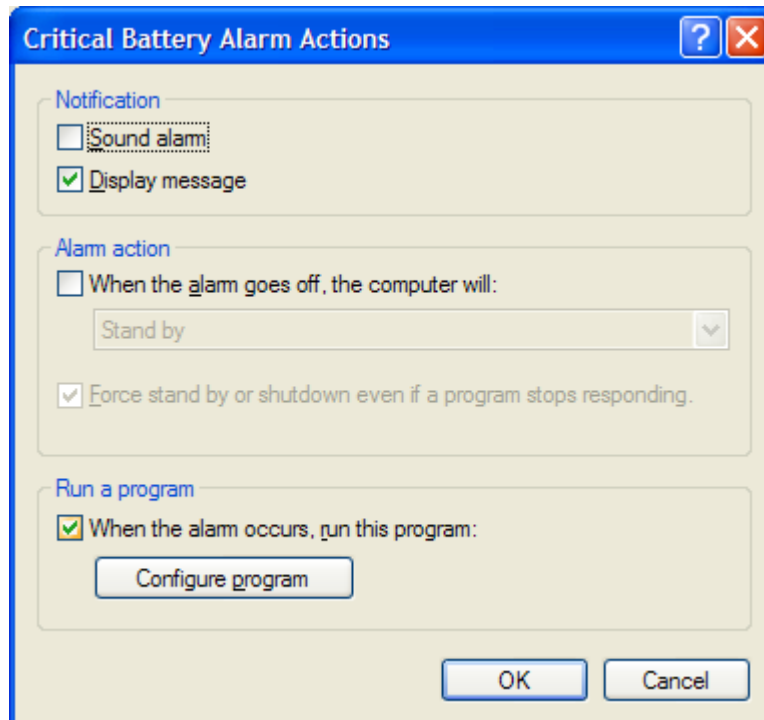 Critical Battery Alarm Actions
Notification
Sound alarm
Display message
Alarm action
When the alarm goes off, the computer will:
Stand by
Force stand by or shutdown even if a program stops responding.
Run a program
When the alarm occurs, run this program:
Configure program
OK Cancel